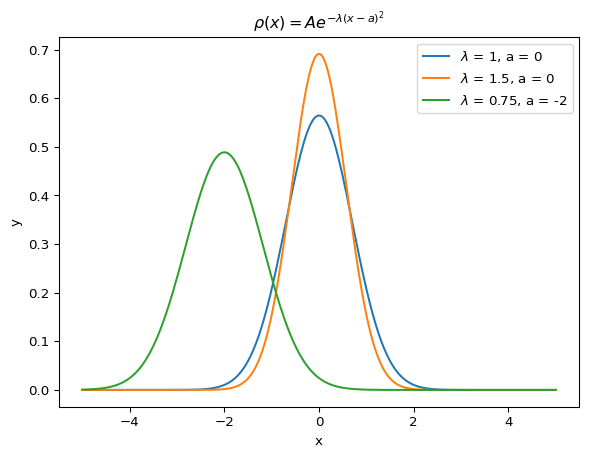 ρ(x) = Ae^{−λ(x−a)²}
λ = 1, a = 0
λ = 1.5, a = 0
λ = 0.75, a = -2
y
0.7
0.6
0.5
0.4
0.3
0.2
0.1
0.0
−4 −2 0 2 4
x